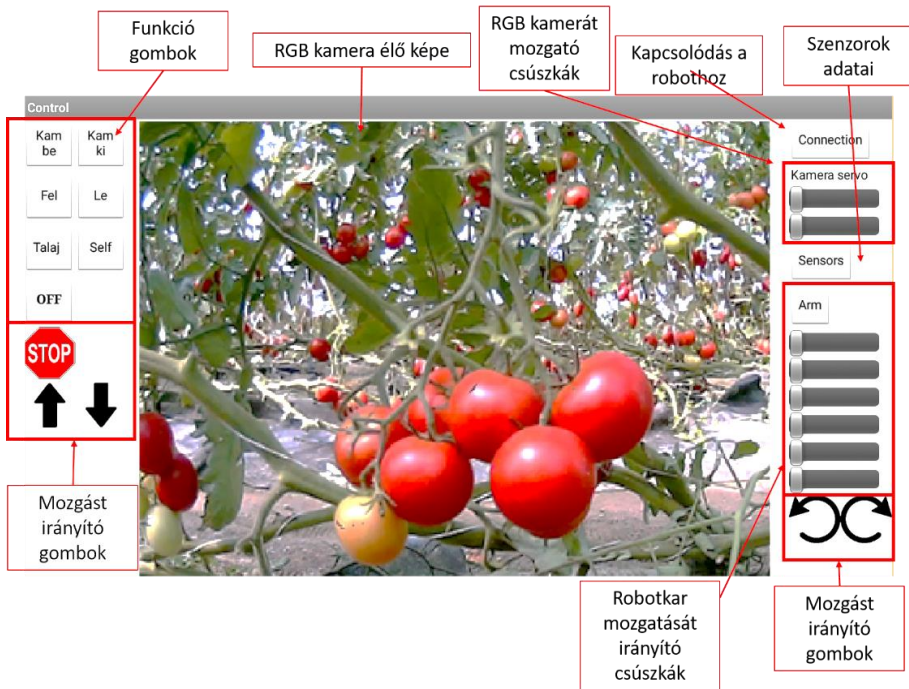 Funkció
gombok
RGB kamera élő képe
RGB kamerát
mozgató
csúszkák
Kapcsolódás a
robothoz
Szenzorok
adatai
Control
Kam
be
Kam
ki
Fel
Le
Talaj
Self
OFF
STOP
Connection
Kamera servo
Sensors
Arm
Mozgást
irányító
gombok
Robotkar
mozgatását
irányító
csúszkák
Mozgást
irányító
gombok